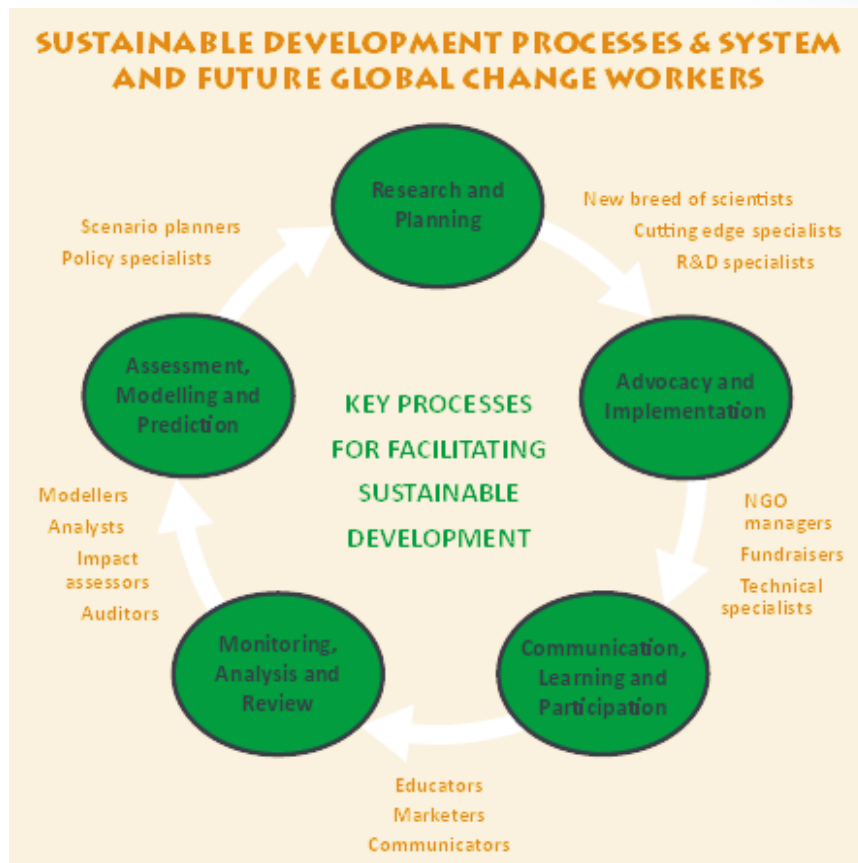 SUSTAINABLE DEVELOPMENT PROCESSES & SYSTEM
AND FUTURE GLOBAL CHANGE WORKERS
Research and
Planning
New breed of scientists
Cutting edge specialists
R&D specialists
Advocacy and
Implementation
NGO
managers
Fundraisers
Technical
specialists
Communication,
Learning and
Participation
Educators
Marketers
Communicators
Monitoring,
Analysis and
Review
Modellers
Analysts
Impact
assessors
Auditors
Assessment,
Modelling and
Prediction
Scenario planners
Policy specialists
KEY PROCESSES
FOR FACILITATING
SUSTAINABLE
DEVELOPMENT